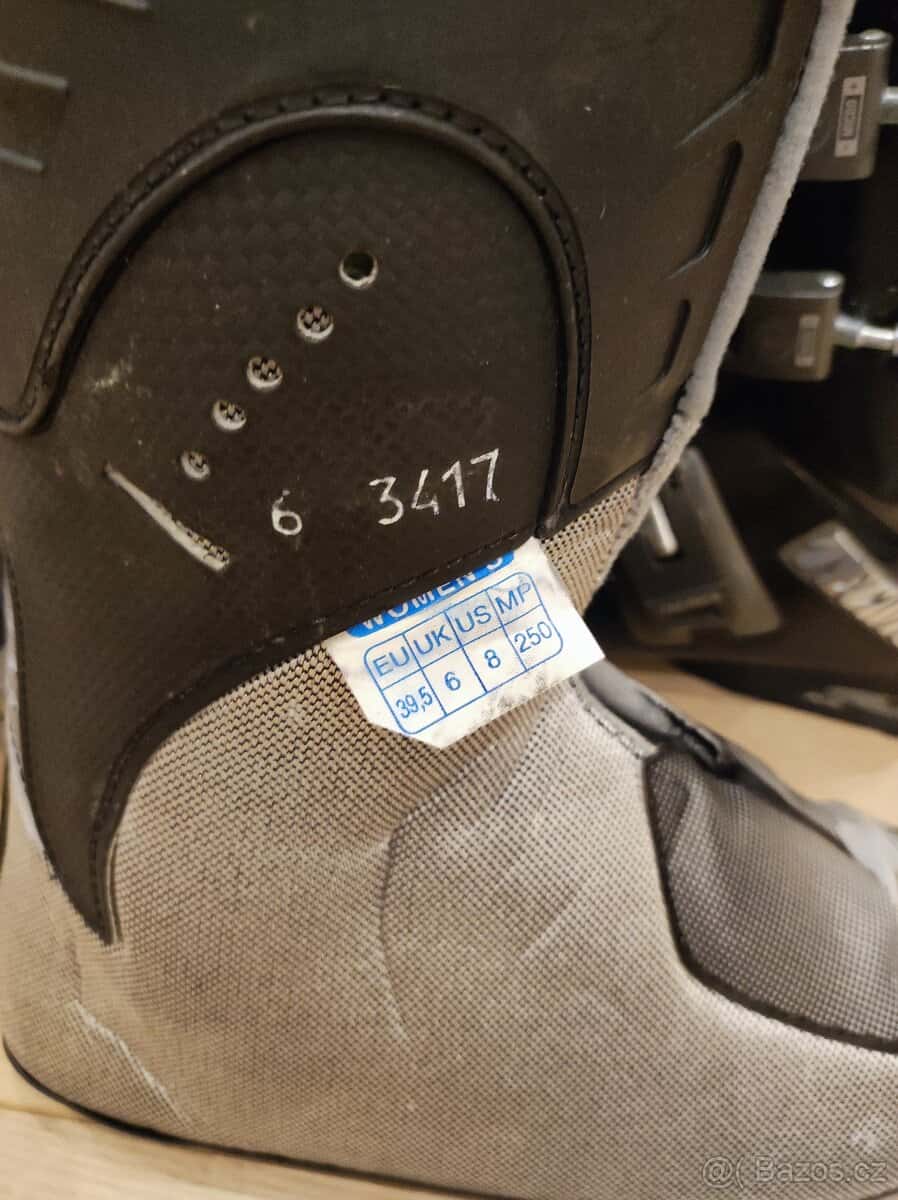 6 3417
WOMEN'S
EU UK US MP
39,5 6 8 250
@( Bazos.cz